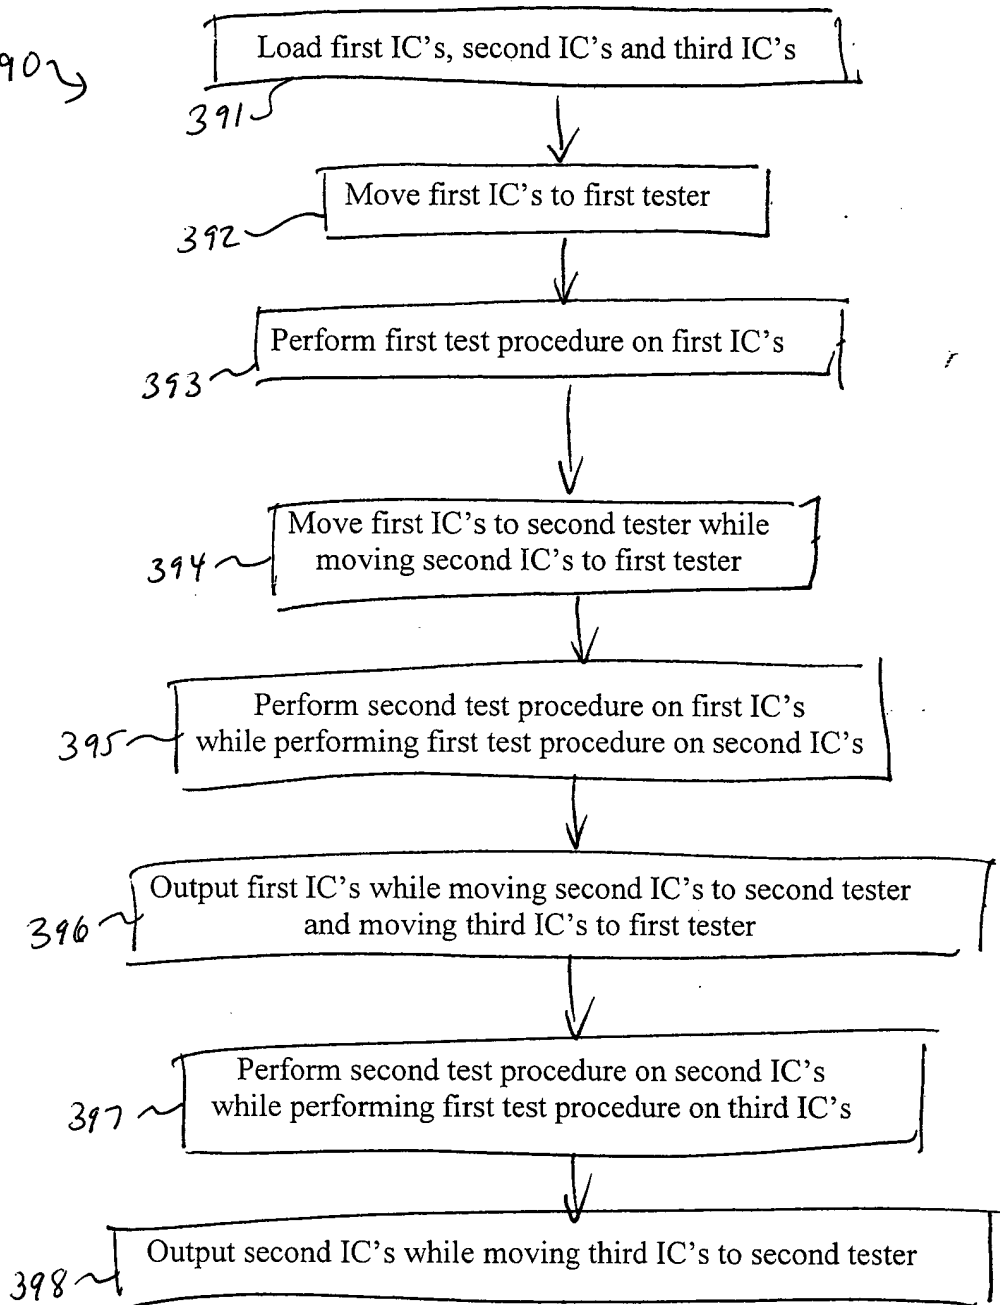 90
Load first IC's, second IC's and third IC's
391
Move first IC's to first tester
392
Perform first test procedure on first IC's
393
Move first IC's to second tester while
moving second IC's to first tester
394
Perform second test procedure on first IC's
while performing first test procedure on second IC's
395
Output first IC's while moving second IC's to second tester
and moving third IC's to first tester
396
Perform second test procedure on second IC's
while performing first test procedure on third IC's
397
Output second IC's while moving third IC's to second tester
398